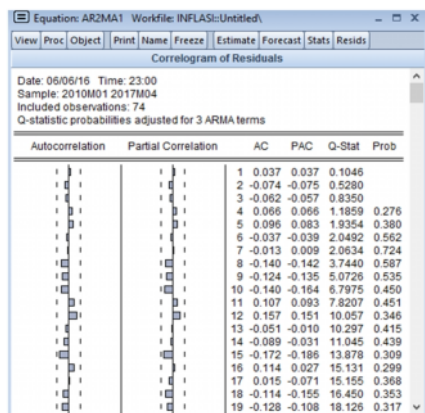 Equation: AR2MA1 Workfile: INFLASI::Untitled\
View Proc Object Print Name Freeze Estimate Forecast Stats Resids
Correlogram of Residuals
Date: 06/06/16 Time: 23:00
Sample: 2010M01 2017M04
Included observations: 74
Q-statistic probabilities adjusted for 3 ARMA terms
Autocorrelation Partial Correlation AC PAC Q-Stat Prob
1 0.037 0.037 0.1046
2 -0.074 -0.075 0.5280
3 -0.062 -0.057 0.8350
4 0.066 0.066 1.1859 0.276
5 0.096 0.083 1.9354 0.380
6 -0.037 -0.039 2.0492 0.562
7 -0.013 0.009 2.0634 0.724
8 -0.140 -0.142 3.7440 0.587
9 -0.124 -0.135 5.0726 0.535
10 -0.140 -0.164 6.7975 0.450
11 0.107 0.093 7.8207 0.451
12 0.157 0.151 10.057 0.346
13 -0.051 -0.010 10.297 0.415
14 -0.089 -0.031 11.045 0.439
15 -0.172 -0.186 13.878 0.309
16 0.114 0.027 15.131 0.299
17 0.015 -0.071 15.155 0.368
18 -0.114 -0.155 16.450 0.353
19 -0.128 -0.108 18.126 0.317